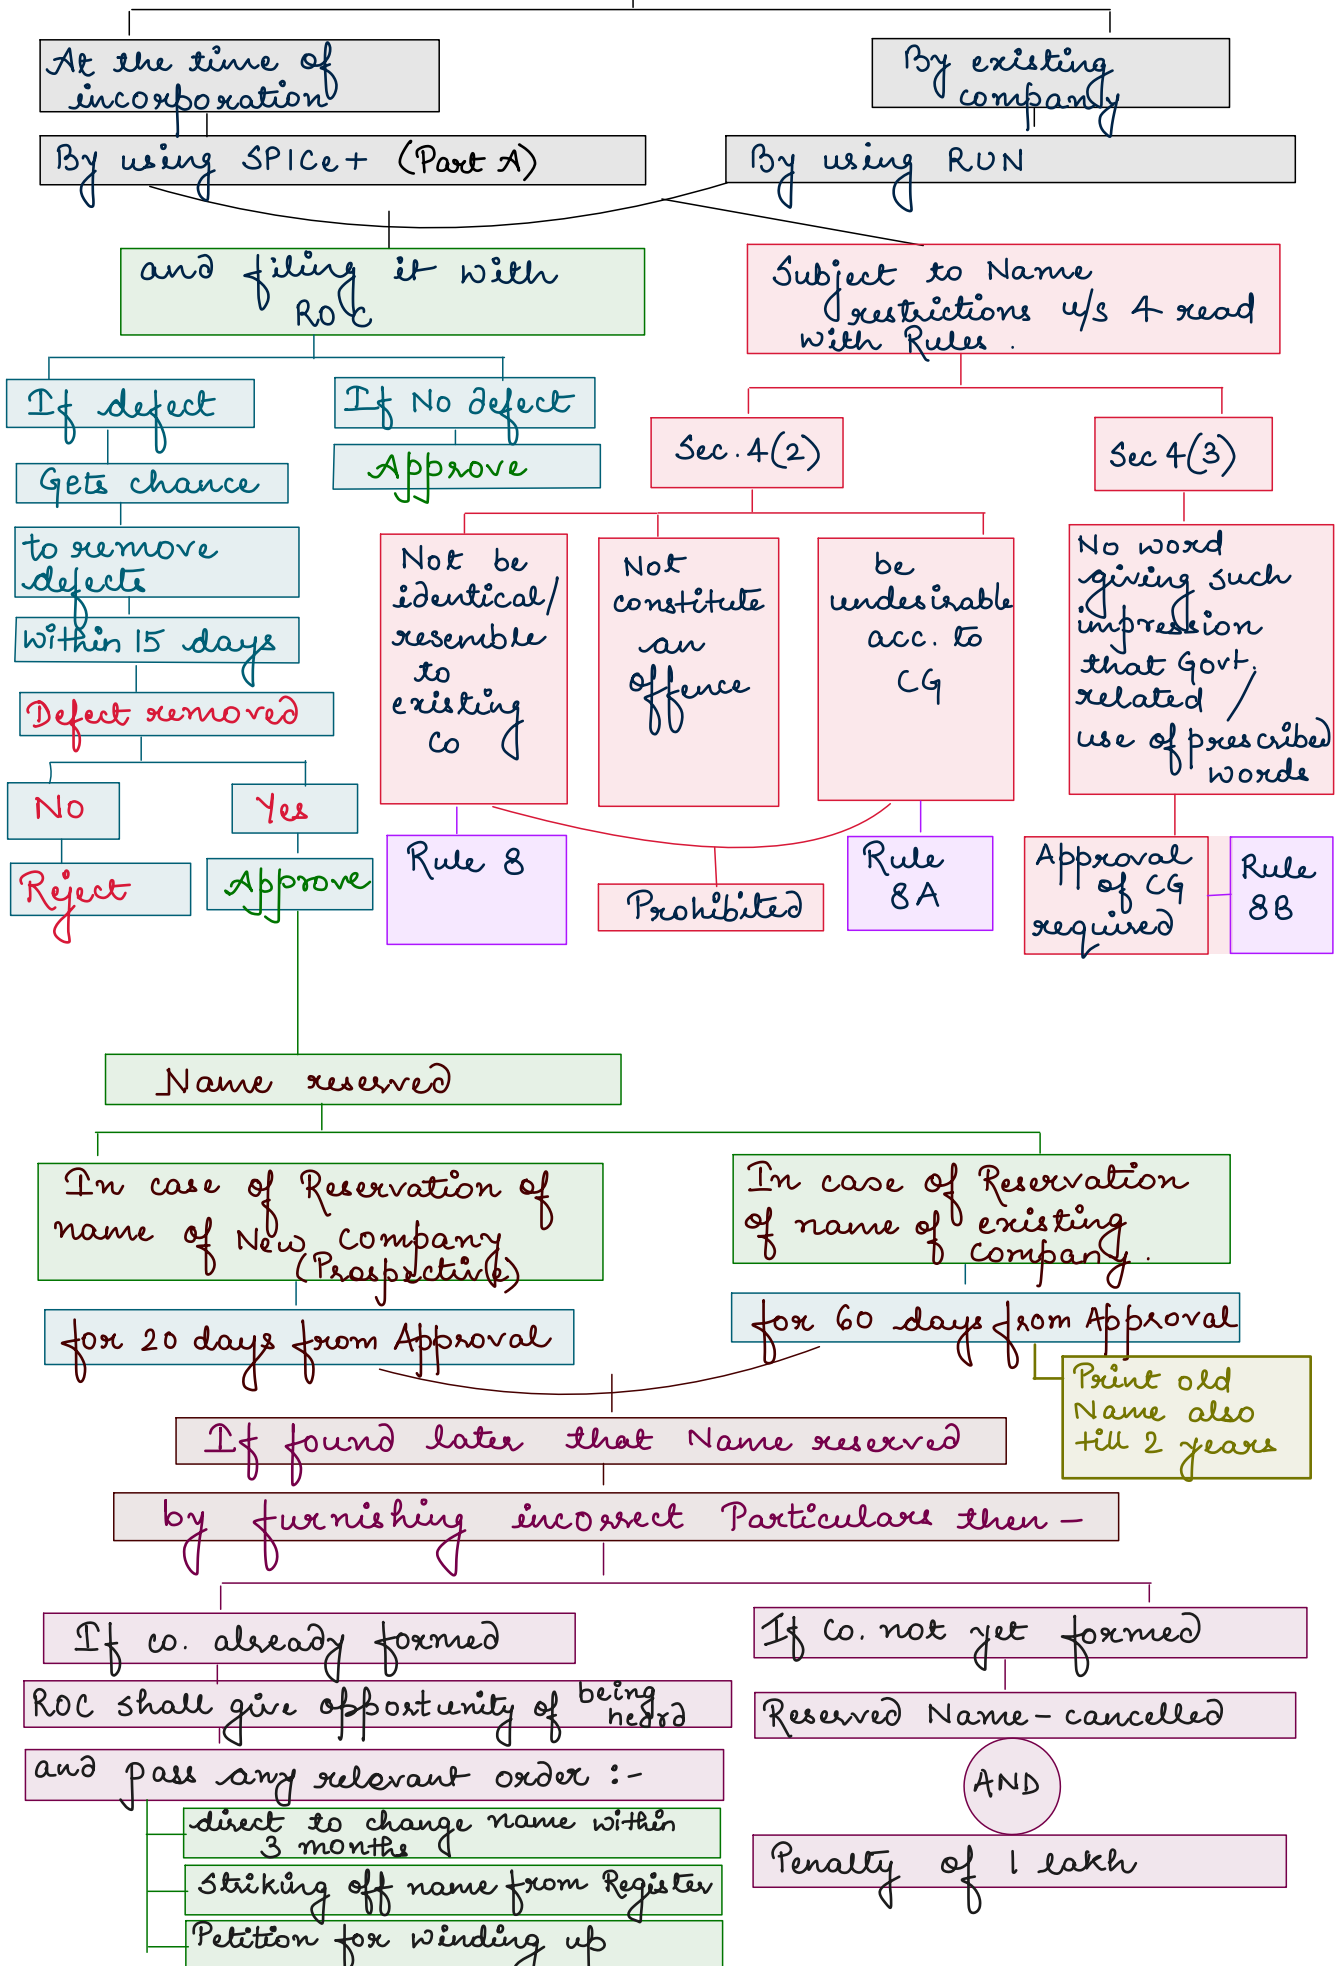 At the time of
incorporation
By existing
company
By using SPICe+ (Part A)
By using RUN
and filing it with
ROC
Subject to Name
restrictions u/s 4 read
with Rules.
If defect
If No defect
Gets chance
Approve
to remove
defects
within 15 days
Defect removed
No
Yes
Reject
Approve
Sec. 4(2)
Sec 4(3)
Not be
identical/
resemble
to
existing
Co
Not
constitute
an
offence
be
undesirable
acc. to
CG
No word
giving such
impression
that Govt.
related /
use of prescribed
words
Rule 8
Prohibited
Rule
8A
Approval
of CG
required
Rule
8B
Name reserved
In case of Reservation of
name of New company
(Prospective)
In case of Reservation
of name of existing
company.
for 20 days from Approval
for 60 days from Approval
Print old
Name also
till 2 years
If found later that Name reserved
by furnishing incorrect Particulars then -
If co. already formed
If Co. not yet formed
ROC shall give opportunity of being
heard
Reserved Name - cancelled
and pass any relevant order :-
AND
direct to change name within
3 months
Penalty of 1 lakh
Striking off name from Register
Petition for winding up